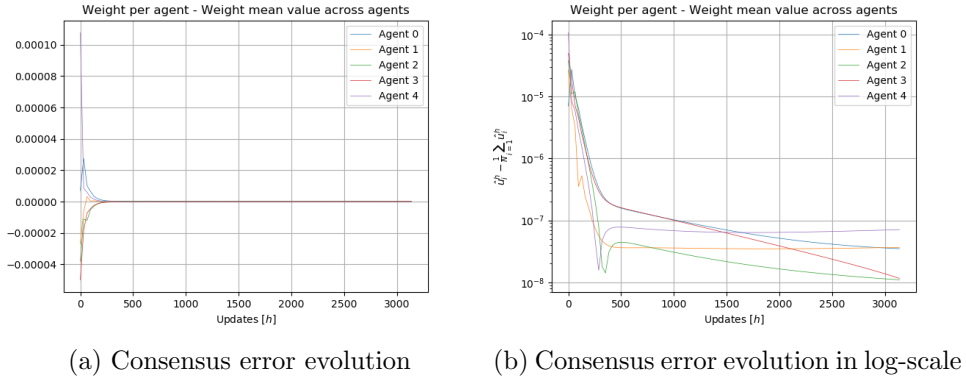 Weight per agent - Weight mean value across agents
Agent 0
Agent 1
Agent 2
Agent 3
Agent 4
0.00010
0.00008
0.00006
0.00004
0.00002
0.00000
−0.00002
−0.00004
0
500
1000
1500
2000
2500
3000
Updates [h]
(a) Consensus error evolution
Weight per agent - Weight mean value across agents
Agent 0
Agent 1
Agent 2
Agent 3
Agent 4
û_i^h − 1/N ∑_{i=1}^N û_i^h
10⁻⁴
10⁻⁵
10⁻⁶
10⁻⁷
10⁻⁸
0
500
1000
1500
2000
2500
3000
Updates [h]
(b) Consensus error evolution in log-scale